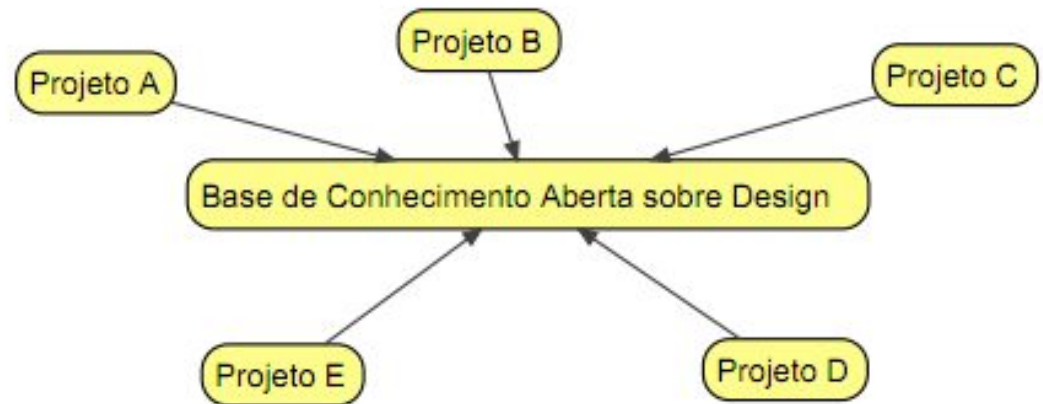 Projeto B
Projeto A
Projeto C
Base de Conhecimento Aberta sobre Design
Projeto E
Projeto D